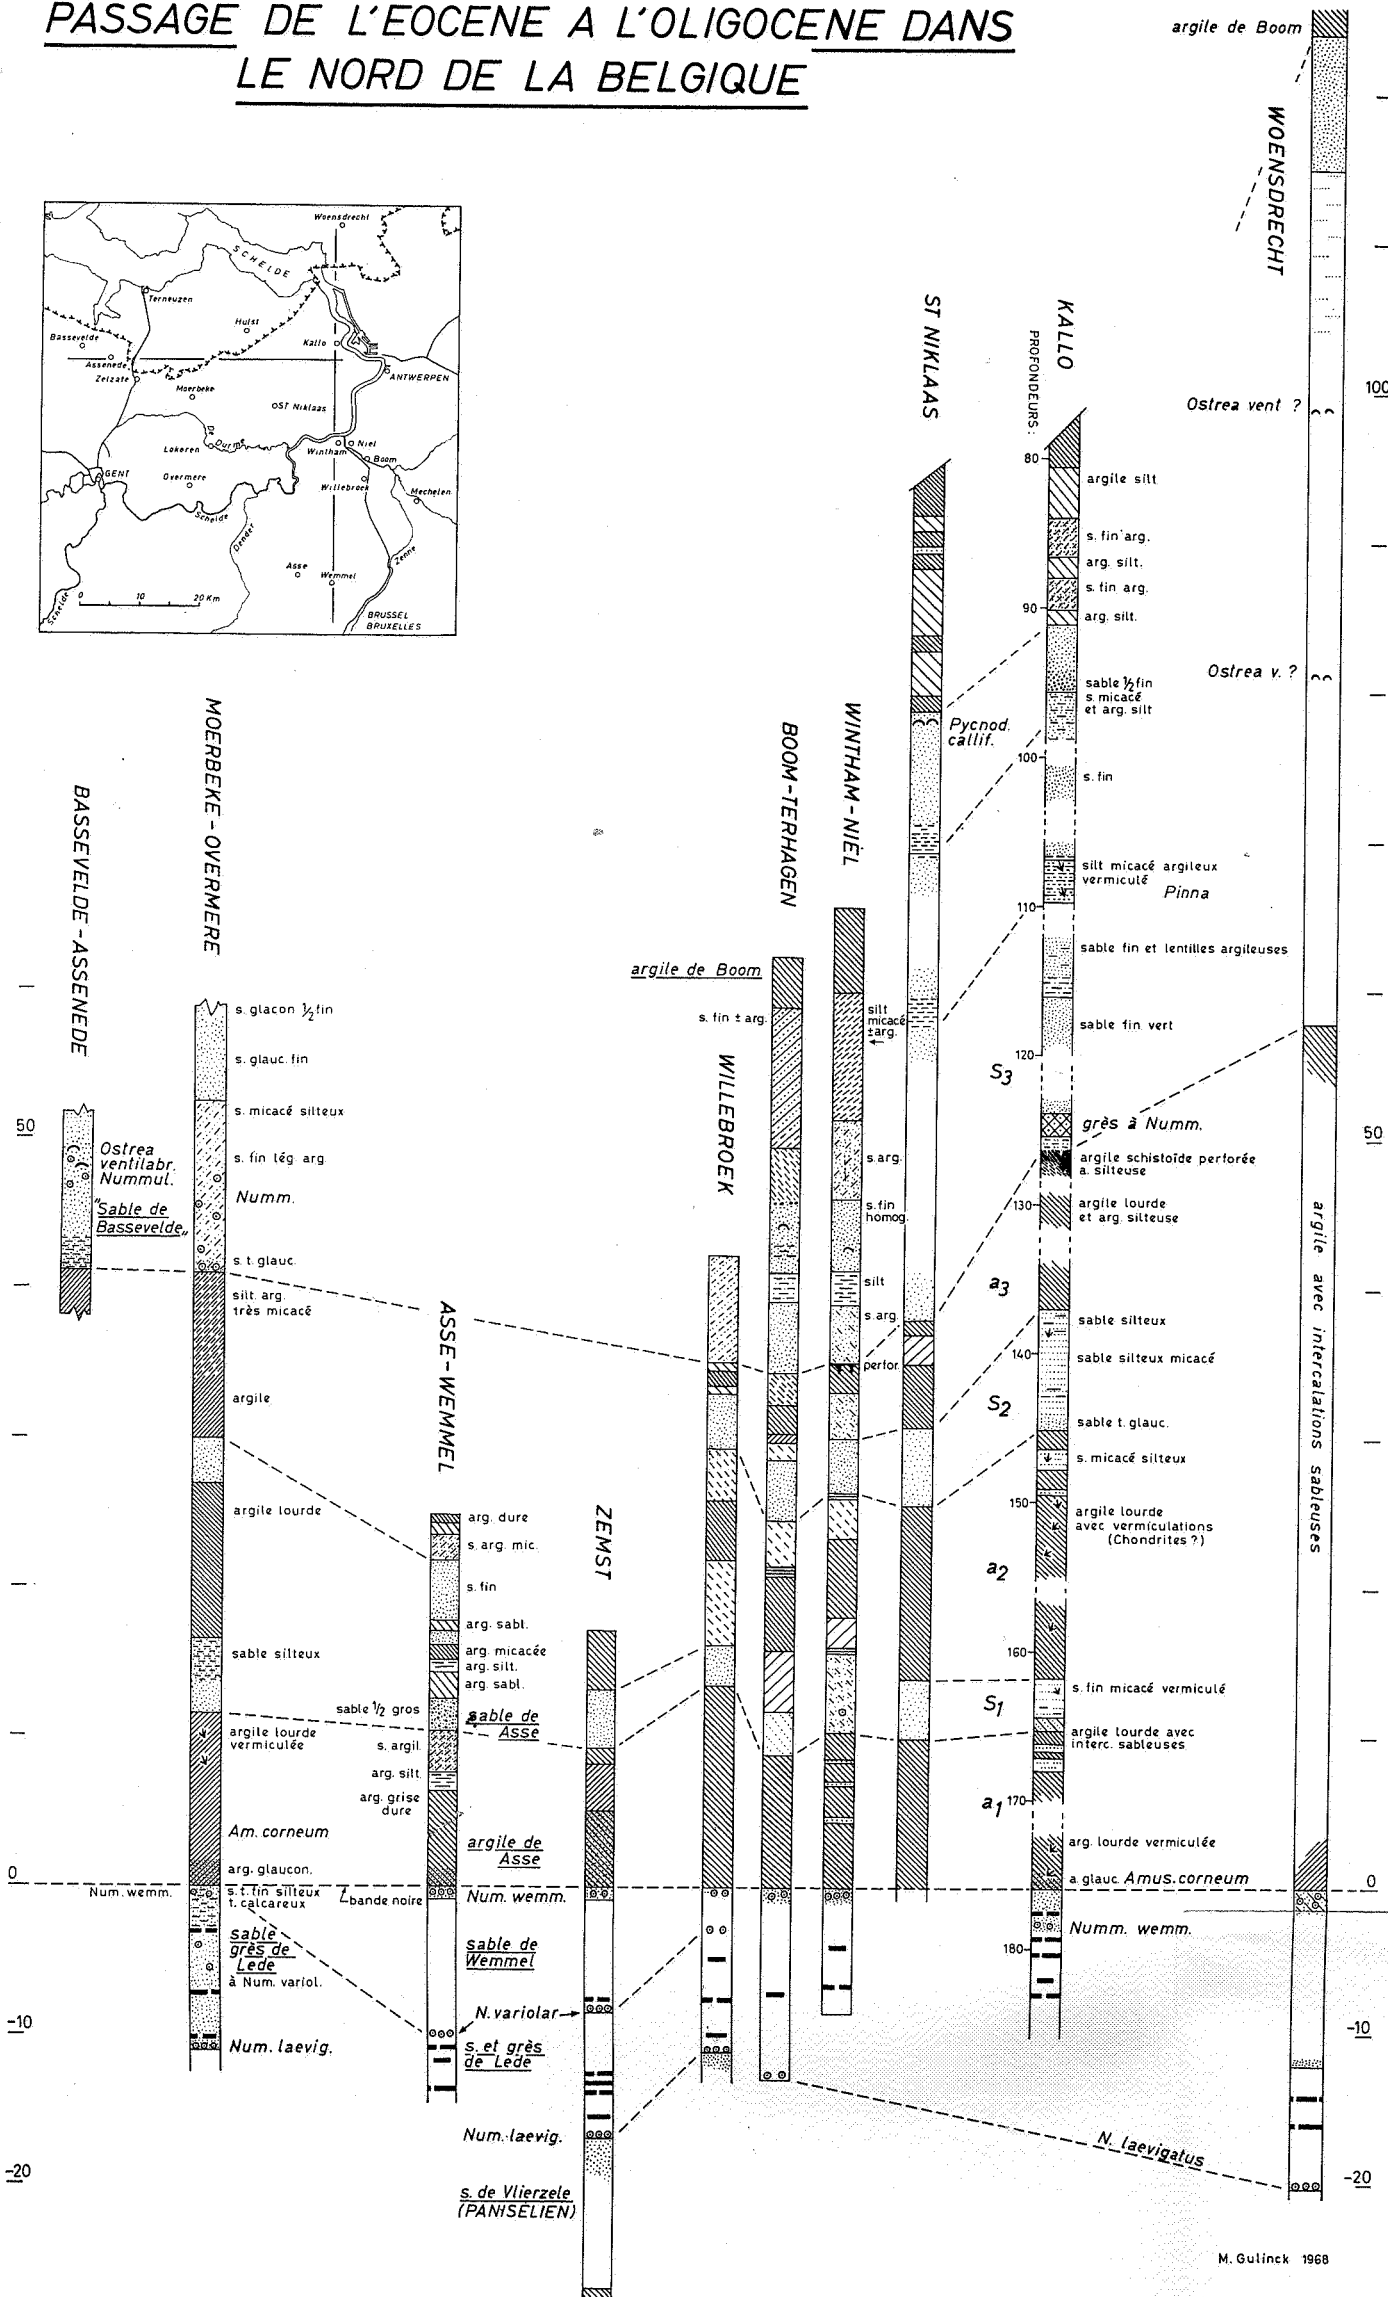 PASSAGE DE L'EOCENE A L'OLIGOCENE DANS
LE NORD DE LA BELGIQUE
Woensdrecht
SCHELDE
Terneuzen
Hulst
Bassevelde
Kallo
Assenede
Zelzate
ANTWERPEN
Moerbeke
ST Niklaas
De
Durme
Lokeren
Niel
Wintham
Boom
GENT
Overmere
Willebroek
Mechelen
Schelde
Dender
Zenne
Asse
Wemmel
Schelde
0 10 20 Km
BRUSSEL
BRUXELLES
BASSEVELDE-ASSENEDE
Ostrea
ventilabr.
Nummul.
"Sable de
Bassevelde"
MOERBEKE-OVERMERE
s. glacon ½ fin
s. glauc. fin
s. micacé silteux
s. fin lég. arg.
Numm.
s. t. glauc.
silt. arg.
très micacé
argile
argile lourde
sable silteux
argile lourde
vermiculée
Am. corneum
arg. glaucon.
Num. wemm.
s. t. fin silteux
t. calcareux
sable
grès de
Lede
à Num. variol.
Num. laevig.
ASSE-WEMMEL
arg. dure
s. arg. mic.
s. fin
arg. sabl.
arg. micacée
arg. silt.
arg. sabl.
sable ½ gros
sable de
Asse
s. argil.
arg. silt.
arg. grise
dure
argile de
Asse
bande noire
Num. wemm.
sable de
Wemmel
N. variolar
s. et grès
de Lede
Num. laevig.
s. de Vlierzele
(PANISELIEN)
ZEMST
WILLEBROEK
BOOM-TERHAGEN
argile de Boom
s. fin ± arg.
WINTHAM-NIEL
silt
micacé
±arg.
s. arg.
s. fin
homog.
silt
s. arg.
perfor.
ST NIKLAAS
Pycnod.
callif.
KALLO
PROFONDEURS:
80
argile silt
s. fin arg.
arg. silt.
s. fin arg.
90
arg. silt.
sable ½ fin
s. micacé
et arg. silt
100
s. fin
silt micacé argileux
vermiculé
Pinna
110
sable fin et lentilles argileuses
sable fin vert
120
S3
grès à Numm.
argile schistoïde perforée
a. silteuse
130
argile lourde
et arg. silteuse
a3
sable silteux
140
sable silteux micacé
S2
sable t. glauc.
s. micacé silteux
150
argile lourde
avec vermiculations
(Chondrites ?)
a2
160
s. fin micacé vermiculé
S1
argile lourde avec
interc. sableuses
a1
170
arg. lourde vermiculée
a. glauc. Amus. corneum
Numm. wemm.
180
WOENSDRECHT
argile de Boom
Ostrea vent ?
Ostrea v. ?
argile avec intercalations sableuses
N. laevigatus
50
0
-10
-20
100
50
0
-10
-20
M. Gulinck 1968